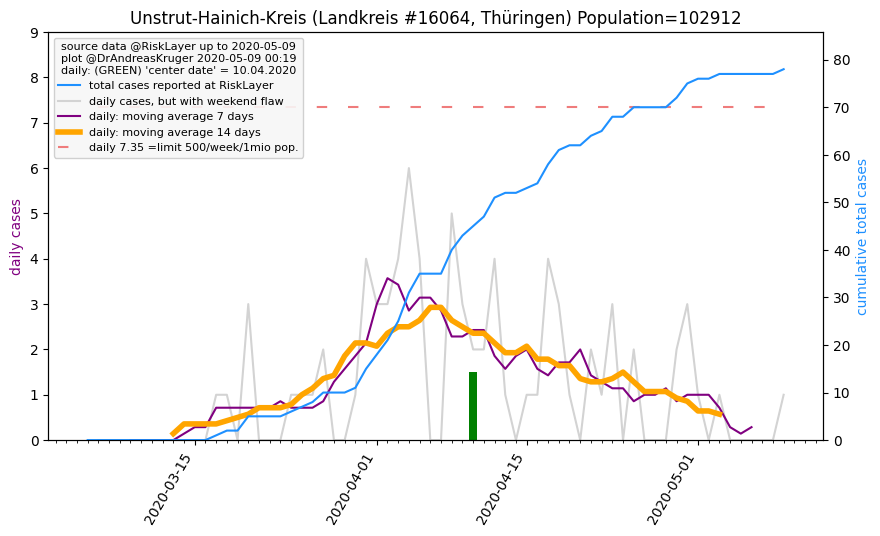 Unstrut-Hainich-Kreis (Landkreis #16064, Thüringen) Population=102912
source data @RiskLayer up to 2020-05-09
plot @DrAndreasKruger 2020-05-09 00:19
daily: (GREEN) 'center date' = 10.04.2020
total cases reported at RiskLayer
daily cases, but with weekend flaw
daily: moving average 7 days
daily: moving average 14 days
daily 7.35 =limit 500/week/1mio pop.
daily cases
9
8
7
6
5
4
3
2
1
0
80
70
60
50
40
30
20
10
0
cumulative total cases
2020-03-15
2020-04-01
2020-04-15
2020-05-01